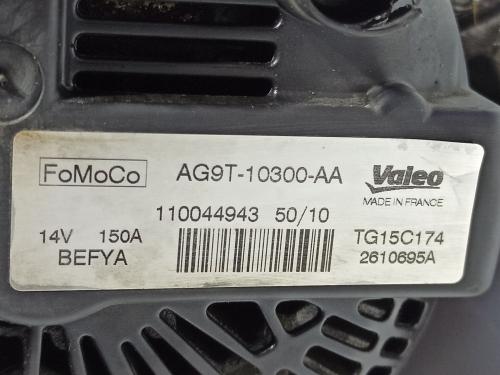 FoMoCo AG9T-10300-AA Valeo
MADE IN FRANCE
110044943 50/10
14V 150A TG15C174
BEFYA 2610695A